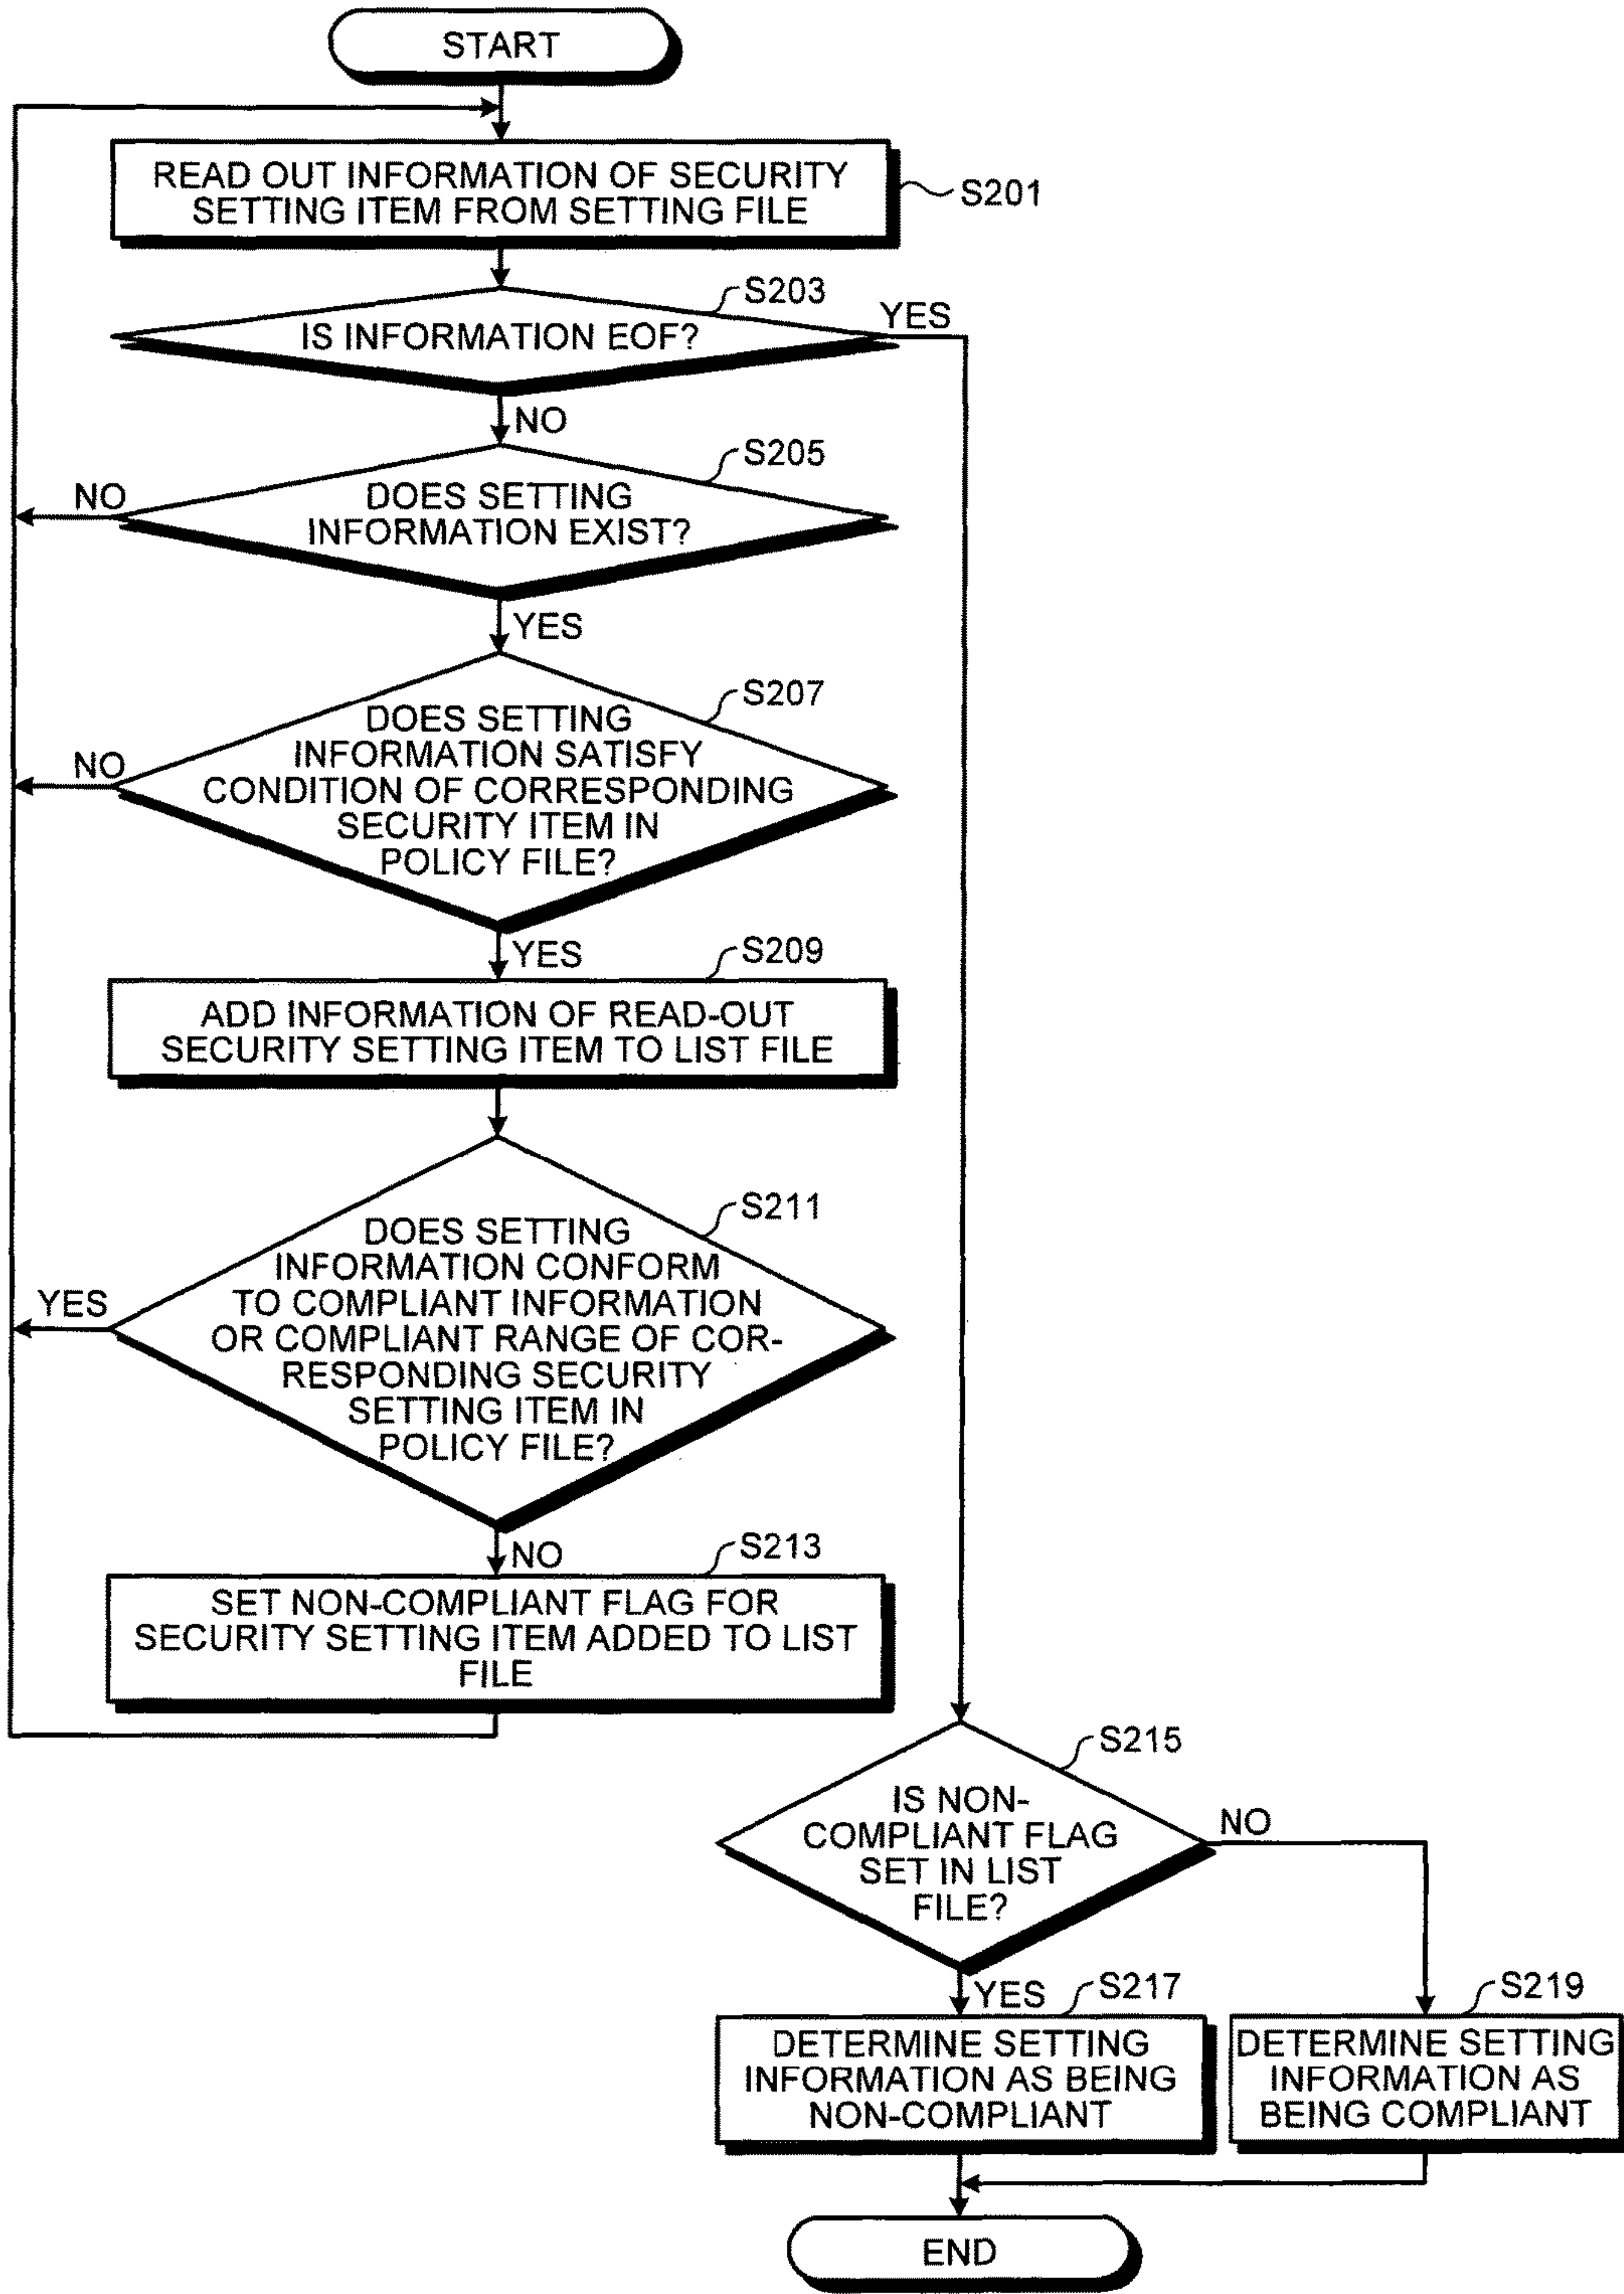 START
READ OUT INFORMATION OF SECURITY
SETTING ITEM FROM SETTING FILE
S201
S203
IS INFORMATION EOF?
YES
NO
S205
DOES SETTING
INFORMATION EXIST?
NO
YES
S207
DOES SETTING
INFORMATION SATISFY
CONDITION OF CORRESPONDING
SECURITY ITEM IN
POLICY FILE?
NO
YES
S209
ADD INFORMATION OF READ-OUT
SECURITY SETTING ITEM TO LIST FILE
S211
DOES SETTING
INFORMATION CONFORM
TO COMPLIANT INFORMATION
OR COMPLIANT RANGE OF COR-
RESPONDING SECURITY
SETTING ITEM IN
POLICY FILE?
YES
NO
S213
SET NON-COMPLIANT FLAG FOR
SECURITY SETTING ITEM ADDED TO LIST
FILE
S215
IS NON-
COMPLIANT FLAG
SET IN LIST
FILE?
NO
YES
S217
DETERMINE SETTING
INFORMATION AS BEING
NON-COMPLIANT
S219
DETERMINE SETTING
INFORMATION AS
BEING COMPLIANT
END